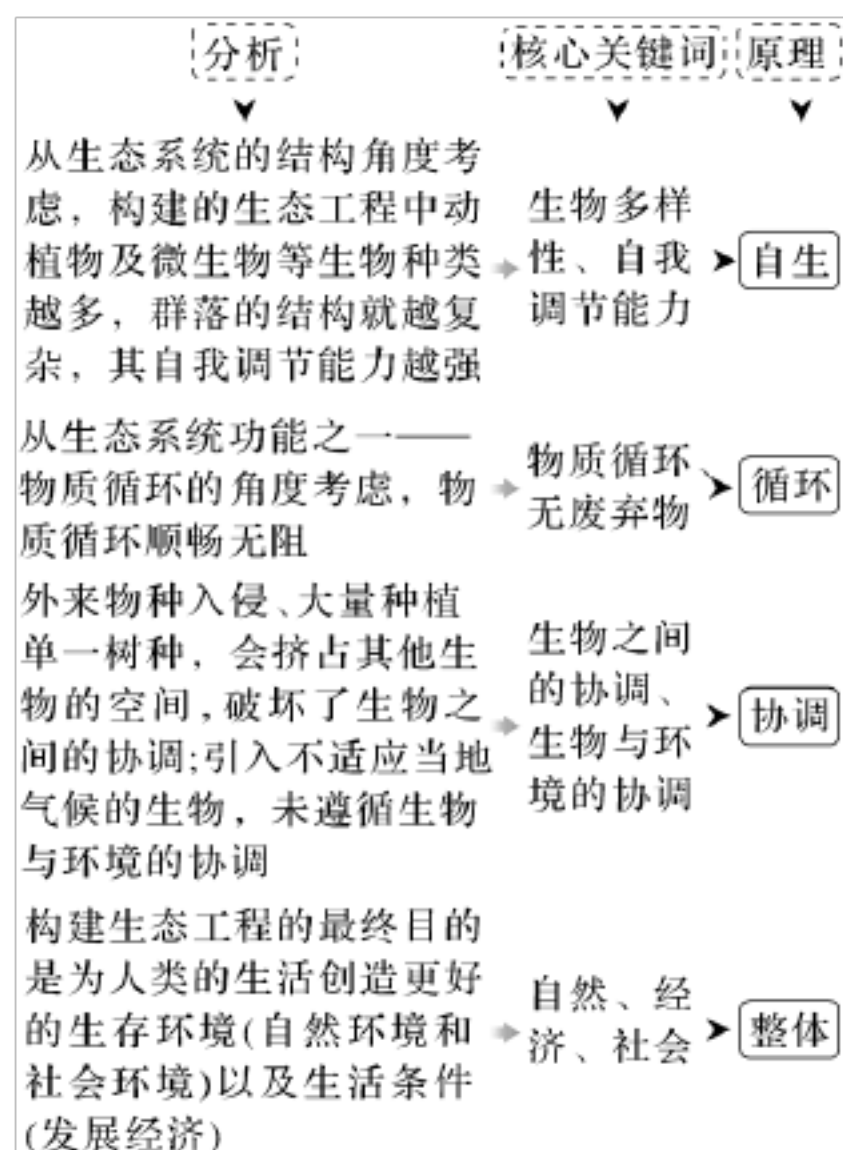 分析
核心关键词
原理
从生态系统的结构角度考
虑，构建的生态工程中动
植物及微生物等生物种类
越多，群落的结构就越复
杂，其自我调节能力越强
生物多样
性、自我
调节能力
自生
从生态系统功能之一——
物质循环的角度考虑，物
质循环顺畅无阻
物质循环、
无废弃物
循环
外来物种入侵、大量种植
单一树种，会挤占其他生
物的空间，破坏了生物之
间的协调;引入不适应当地
气候的生物，未遵循生物
与环境的协调
生物之间
的协调、
生物与环
境的协调
协调
构建生态工程的最终目的
是为人类的生活创造更好
的生存环境(自然环境和
社会环境)以及生活条件
(发展经济)
自然、经
济、社会
整体